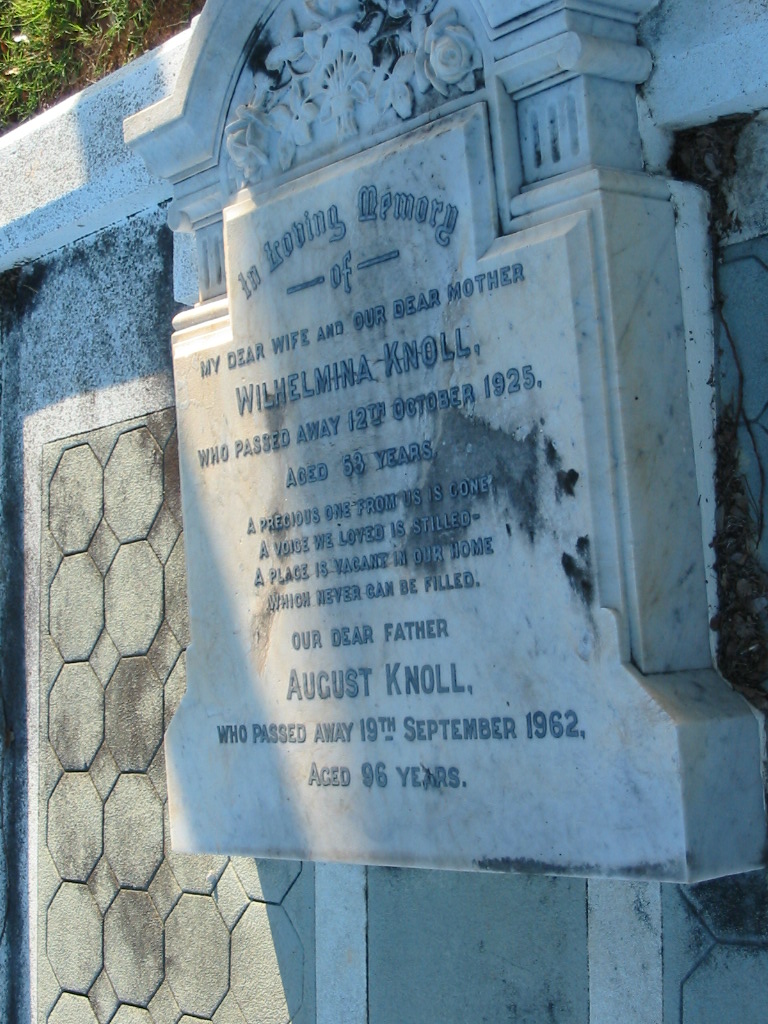 In Loving Memory
— of —
MY DEAR WIFE AND OUR DEAR MOTHER
WILHELMINA KNOLL,
WHO PASSED AWAY 12TH OCTOBER 1925,
AGED 53 YEARS.
A PRECIOUS ONE FROM US IS GONE
A VOICE WE LOVED IS STILLED-
A PLACE IS VACANT IN OUR HOME
WHICH NEVER CAN BE FILLED.
OUR DEAR FATHER
AUGUST KNOLL,
WHO PASSED AWAY 19TH SEPTEMBER 1962,
AGED 96 YEARS.